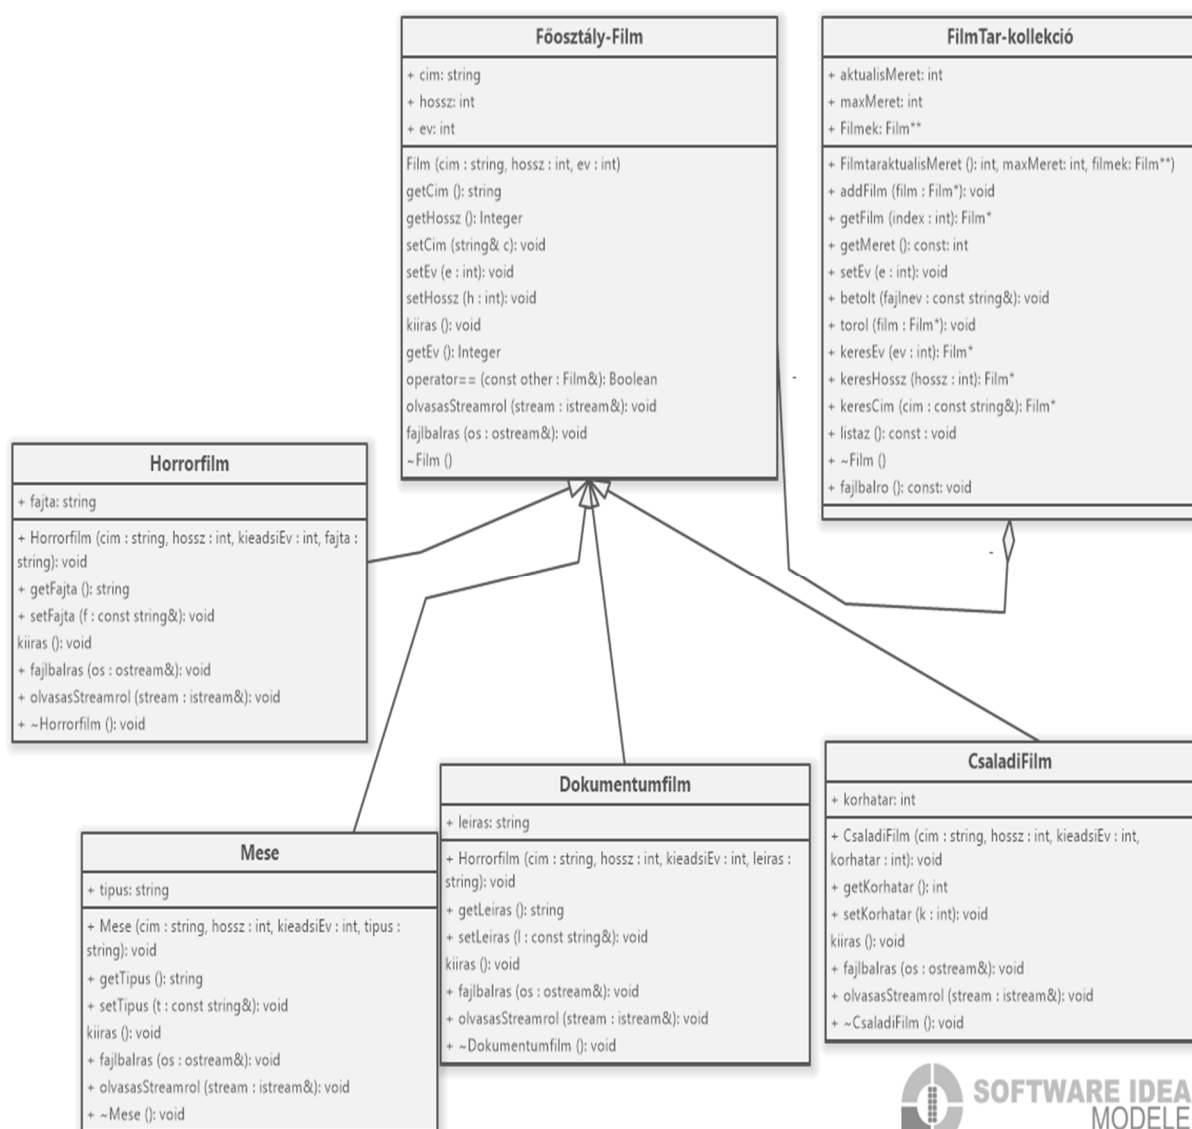 Főosztály-Film
+ cim: string
+ hossz: int
+ ev: int
Film (cim : string, hossz : int, ev : int)
getCim (): string
getHossz (): Integer
setCim (string& c): void
setEv (e : int): void
setHossz (h : int): void
kiiras (): void
getEv (): Integer
operator== (const other : Film&): Boolean
olvasasStreamrol (stream : istream&): void
fajlbaIras (os : ostream&): void
~Film ()
FilmTar-kollekció
+ aktualisMeret: int
+ maxMeret: int
+ Filmek: Film**
+ FilmtaraktualisMeret (): int, maxMeret: int, filmek: Film**)
+ addFilm (film : Film*): void
+ getFilm (index : int): Film*
+ getMeret (): const: int
+ setEv (e : int): void
+ betolt (fajlnev : const string&): void
+ torol (film : Film*): void
+ keresEv (ev : int): Film*
+ keresHossz (hossz : int): Film*
+ keresCim (cim : const string&): Film*
+ listaz (): const : void
+ ~Film ()
+ fajlbaIro (): const: void
-
-
Horrorfilm
+ fajta: string
+ Horrorfilm (cim : string, hossz : int, kieadsiEv : int, fajta :
string): void
+ getFajta (): string
+ setFajta (f : const string&): void
kiiras (): void
+ fajlbaIras (os : ostream&): void
+ olvasasStreamrol (stream : istream&): void
+ ~Horrorfilm (): void
Mese
+ tipus: string
+ Mese (cim : string, hossz : int, kieadsiEv : int, tipus :
string): void
+ getTipus (): string
+ setTipus (t : const string&): void
kiiras (): void
+ fajlbaIras (os : ostream&): void
+ olvasasStreamrol (stream : istream&): void
+ ~Mese (): void
Dokumentumfilm
+ leiras: string
+ Horrorfilm (cim : string, hossz : int, kieadsiEv : int, leiras :
string): void
+ getLeiras (): string
+ setLeiras (l : const string&): void
kiiras (): void
+ fajlbaIras (os : ostream&): void
+ olvasasStreamrol (stream : istream&): void
+ ~Dokumentumfilm (): void
CsaladiFilm
+ korhatar: int
+ CsaladiFilm (cim : string, hossz : int, kieadsiEv : int,
korhatar : int): void
+ getKorhatar (): int
+ setKorhatar (k : int): void
kiiras (): void
+ fajlbaIras (os : ostream&): void
+ olvasasStreamrol (stream : istream&): void
+ ~CsaladiFilm (): void
SOFTWARE IDEA
MODELE